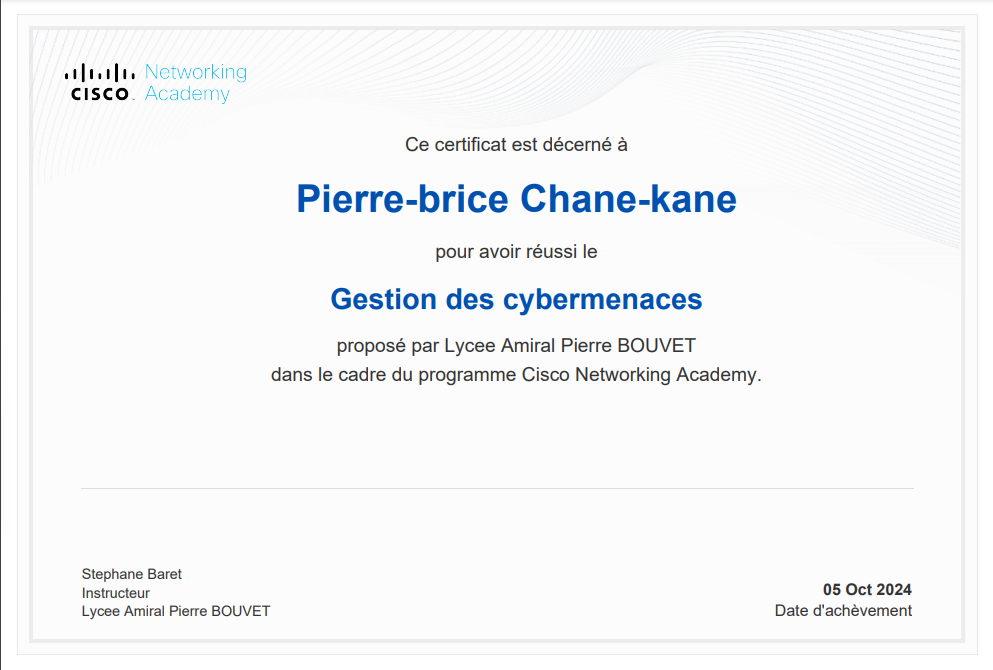 Networking
CISCO Academy
Ce certificat est décerné à
Pierre-brice Chane-kane
pour avoir réussi le
Gestion des cybermenaces
proposé par Lycee Amiral Pierre BOUVET
dans le cadre du programme Cisco Networking Academy.
Stephane Baret
Instructeur
Lycee Amiral Pierre BOUVET
05 Oct 2024
Date d'achèvement